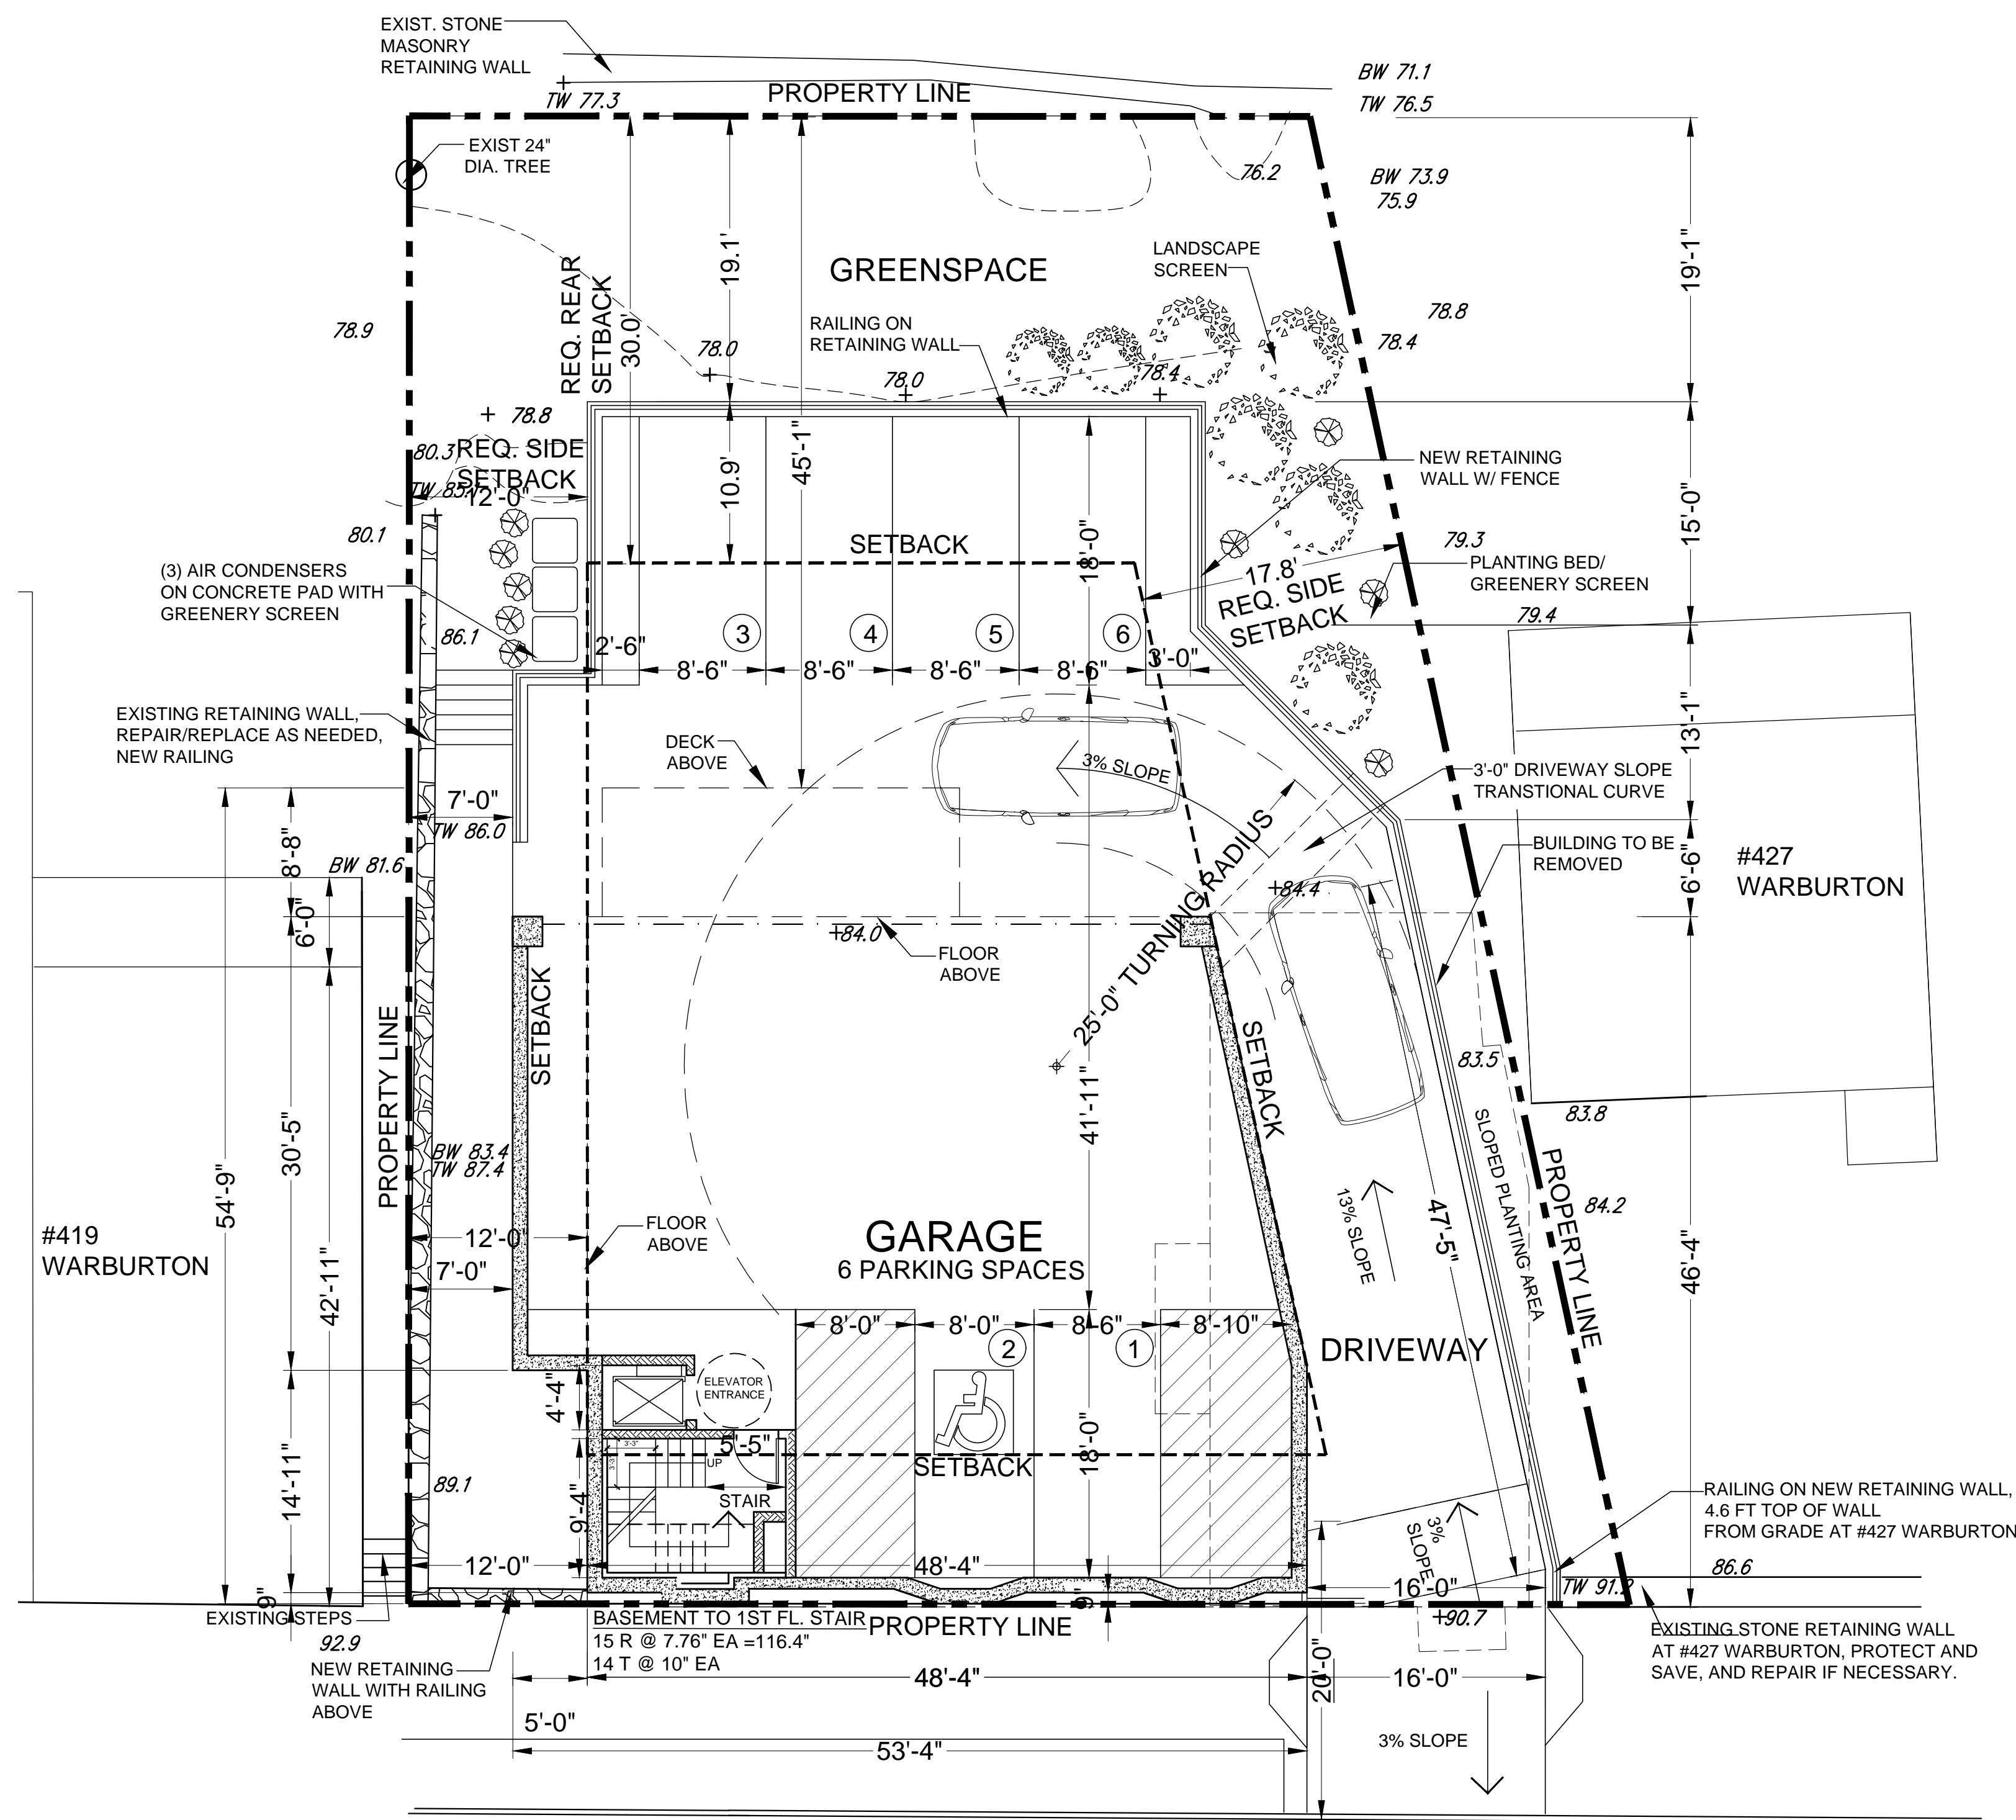 EXIST. STONE
MASONRY
RETAINING WALL
BW 71.1
TW 76.5
TW 77.3
PROPERTY LINE
EXIST 24"
DIA. TREE
76.2
BW 73.9
75.9
19.1'
19'-1"
REQ. REAR
SETBACK
30.0'
GREENSPACE
LANDSCAPE
SCREEN
78.9
78.8
78.4
RAILING ON
RETAINING WALL
78.0
78.0
78.4
78.8
80.3
REQ. SIDE
SETBACK
12'-0"
10.9'
45'-1"
NEW RETAINING
WALL W/ FENCE
15'-0"
80.1
18'-0"
SETBACK
79.3
17.8'
REQ. SIDE
SETBACK
PLANTING BED/
GREENERY SCREEN
79.4
(3) AIR CONDENSERS
ON CONCRETE PAD WITH
GREENERY SCREEN
86.1
2'-6"
3
4
5
6
8'-6"
8'-6"
8'-6"
8'-6"
3'-0"
EXISTING RETAINING WALL,
REPAIR/REPLACE AS NEEDED,
NEW RAILING
DECK
ABOVE
3% SLOPE
13'-1"
3'-0" DRIVEWAY SLOPE
TRANSTIONAL CURVE
7'-0"
TW 86.0
8'-8"
BW 81.6
6'-0"
25'-0" TURNING RADIUS
BUILDING TO BE
REMOVED
6'-6"
#427
WARBURTON
+84.4
+84.0
FLOOR
ABOVE
SETBACK
PROPERTY LINE
SETBACK
41'-11"
83.5
83.8
SLOPED PLANTING AREA
PROPERTY LINE
30'-5"
54'-9"
42'-11"
BW 83.4
TW 87.4
13% SLOPE
47'-5"
84.2
46'-4"
#419
WARBURTON
FLOOR
ABOVE
12'-0"
7'-0"
GARAGE
6 PARKING SPACES
8'-0"
8'-0"
8'-6"
8'-10"
2
1
DRIVEWAY
ELEVATOR
ENTRANCE
4'-4"
3'-3"
3'-3"
5'-5"
UP
SETBACK
18'-0"
STAIR
89.1
14'-11"
9'-4"
3%
SLOPE
RAILING ON NEW RETAINING WALL,
4.6 FT TOP OF WALL
FROM GRADE AT #427 WARBURTON
12'-0"
48'-4"
16'-0"
86.6
9"
9"
EXISTING STEPS
BASEMENT TO 1ST FL. STAIR
15 R @ 7.76" EA =116.4"
14 T @ 10" EA
PROPERTY LINE
+90.7
EXISTING STONE RETAINING WALL
AT #427 WARBURTON, PROTECT AND
SAVE, AND REPAIR IF NECESSARY.
92.9
NEW RETAINING
WALL WITH RAILING
ABOVE
48'-4"
20'-0"
16'-0"
5'-0"
53'-4"
3% SLOPE